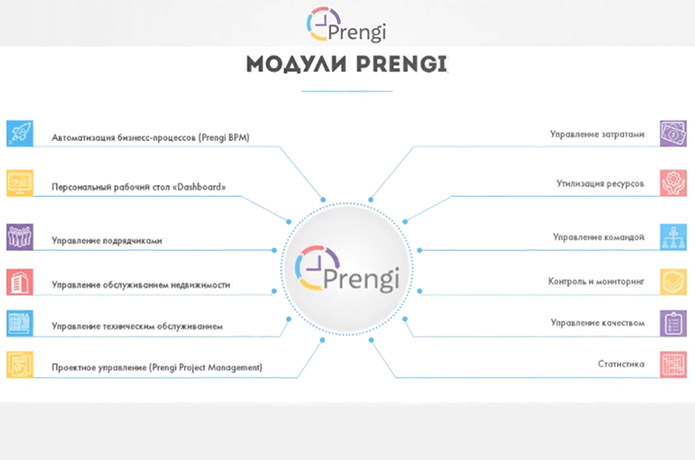 Prengi
МОДУЛИ PRENGI
Автоматизация бизнес-процессов (Prengi BPM)
Персональный рабочий стол «Dashboard»
Управление подрядчиками
Управление обслуживанием недвижимости
Управление техническим обслуживанием
Проектное управление (Prengi Project Management)
Prengi
Управление затратами
Утилизация ресурсов
Управление командой
Контроль и мониторинг
Управление качеством
Статистика